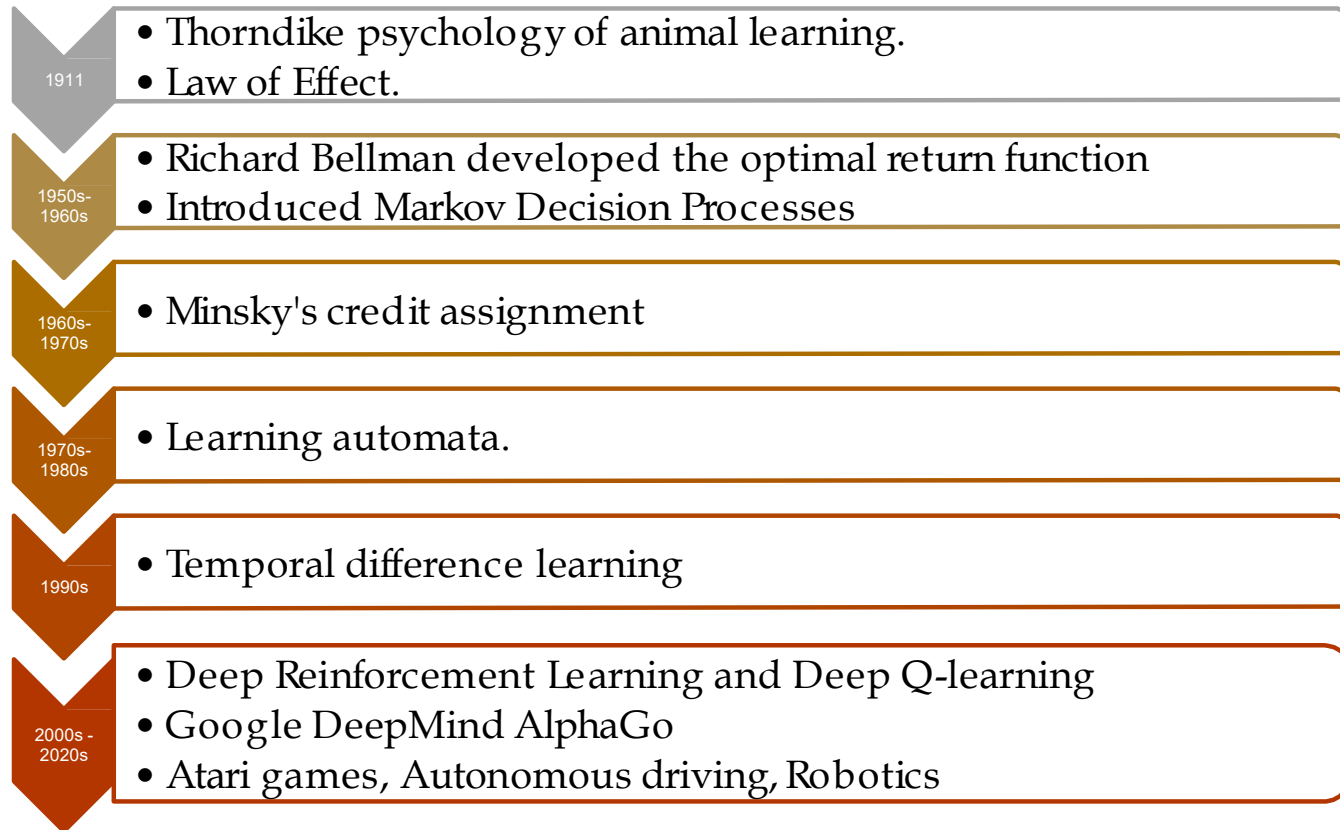 1911
• Thorndike psychology of animal learning.
• Law of Effect.
1950s-
1960s
• Richard Bellman developed the optimal return function
• Introduced Markov Decision Processes
1960s-
1970s
• Minsky's credit assignment
1970s-
1980s
• Learning automata.
1990s
• Temporal difference learning
2000s -
2020s
• Deep Reinforcement Learning and Deep Q-learning
• Google DeepMind AlphaGo
• Atari games, Autonomous driving, Robotics